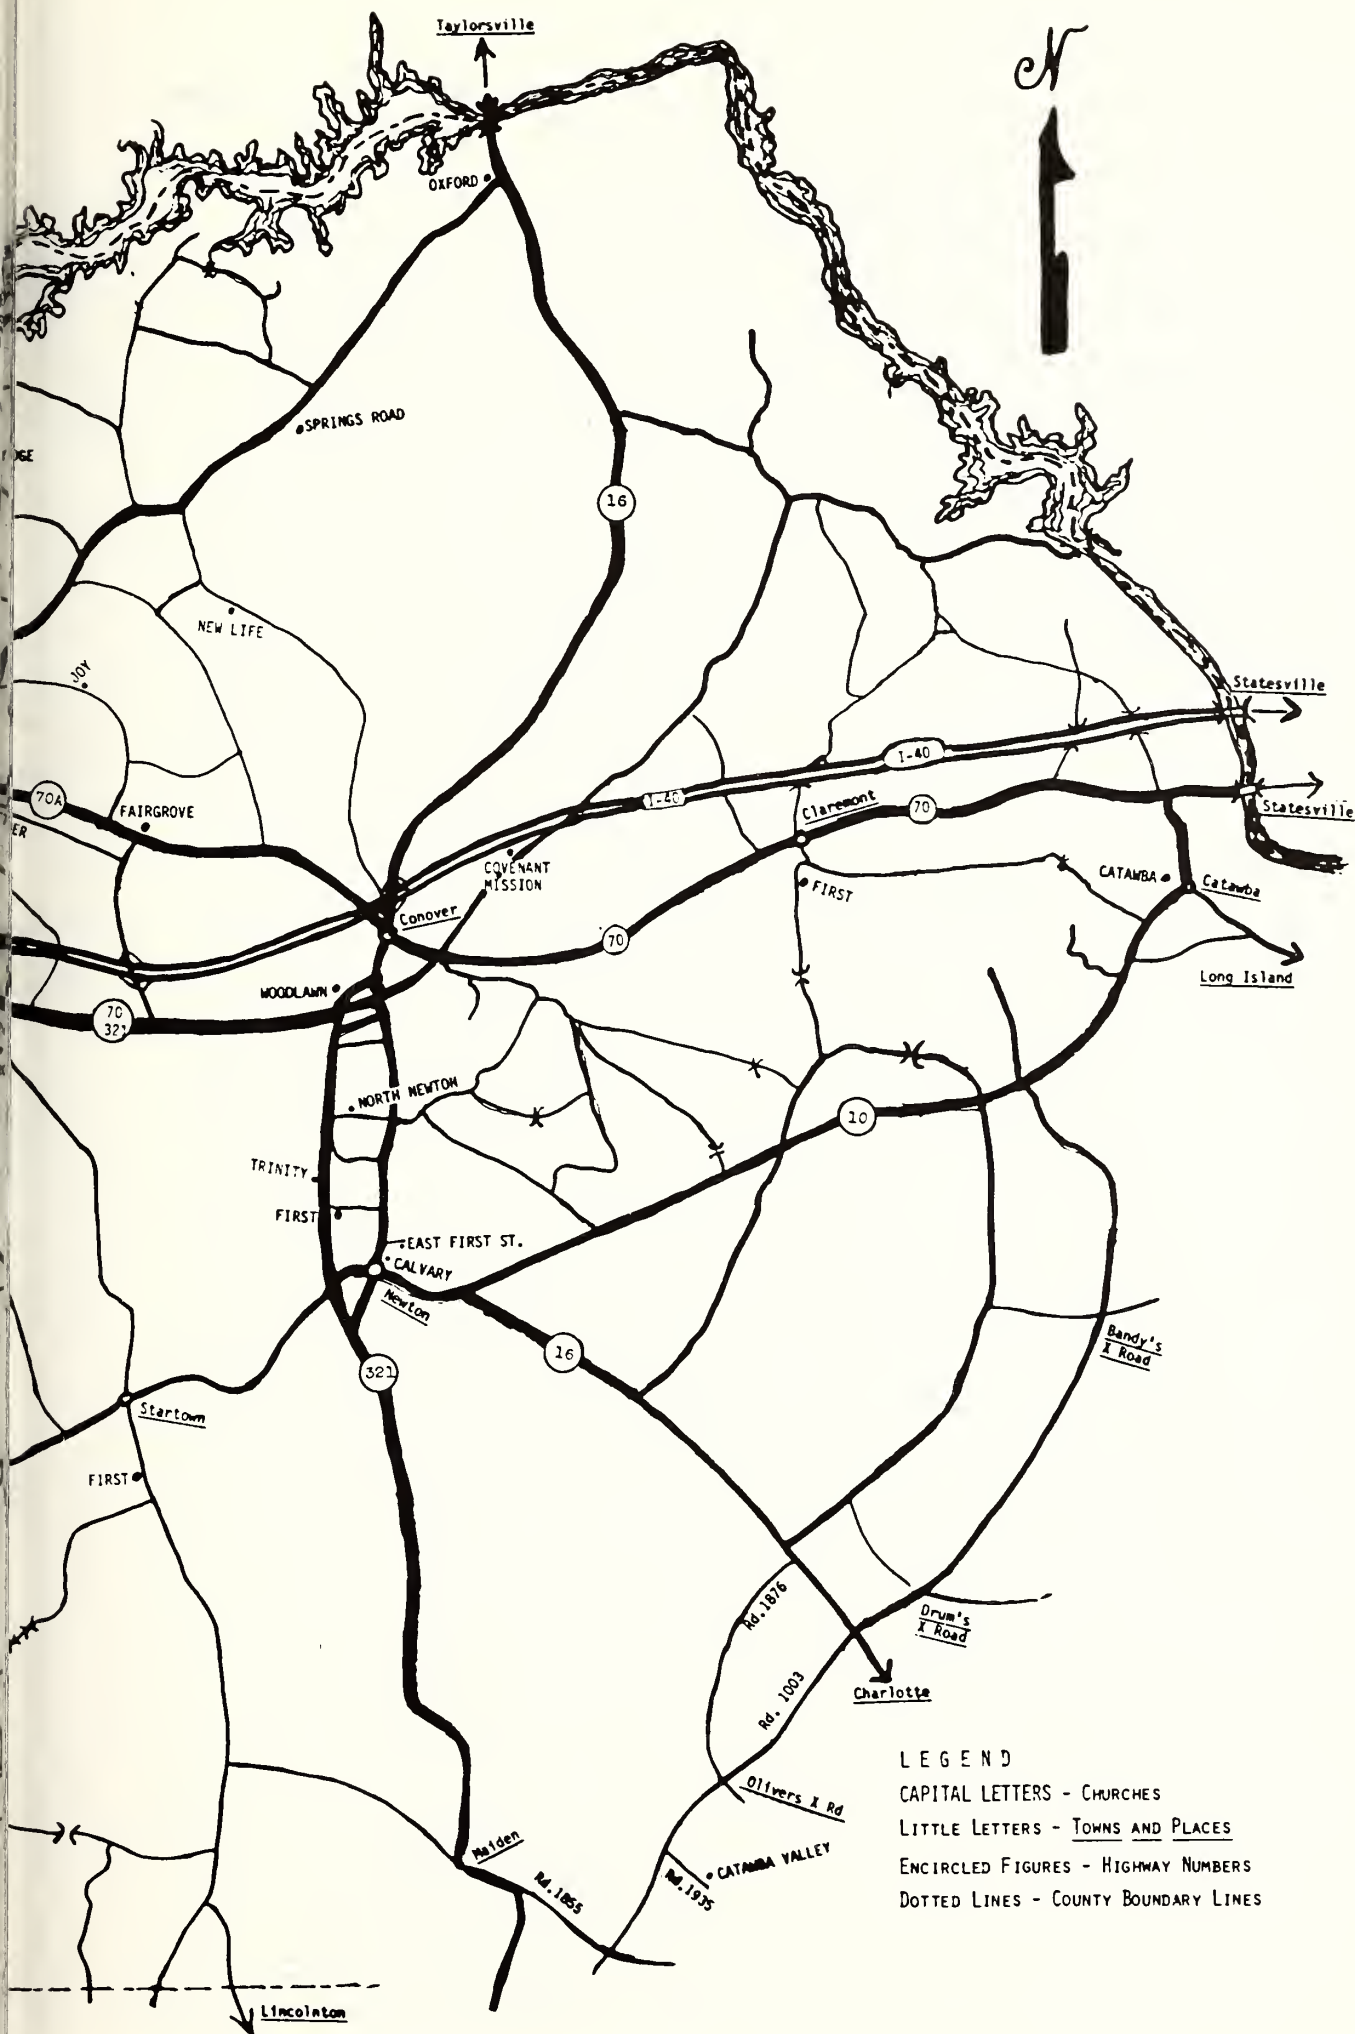 Taylorsville
N
OXFORD
SPRINGS ROAD
16
NEW LIFE
JOY
Statesville
I-40
I-40
70A
FAIRGROVE
Claremont
70
Statesville
COVENANT
MISSION
FIRST
CATAWBA
Catawba
Conover
70
Long Island
WOODLAWN
70
321
NORTH NEWTON
10
TRINITY
FIRST
EAST FIRST ST.
CALVARY
Newton
Bandy's
X Road
16
321
Startown
FIRST
Rd.1876
Drum's
X Road
Rd. 1003
Charlotte
Olivers X Rd
Maiden
CATAWBA VALLEY
Rd.1855
Rd.1935
LEGEND
CAPITAL LETTERS - CHURCHES
LITTLE LETTERS - TOWNS AND PLACES
ENCIRCLED FIGURES - HIGHWAY NUMBERS
DOTTED LINES - COUNTY BOUNDARY LINES
Lincolnton